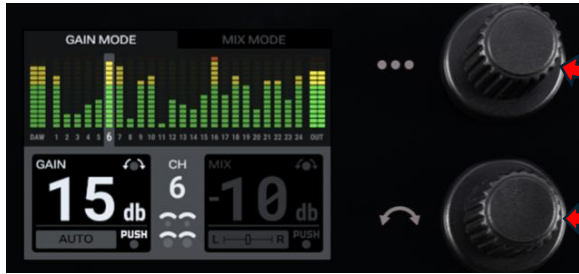 GAIN MODE MIX MODE
DAW 1 2 3 4 5 6 7 8 9 10 11 12 13 14 15 16 17 18 19 20 21 22 23 24 OUT
GAIN CH MIX
15 db 6 -10 db
AUTO PUSH L R PUSH